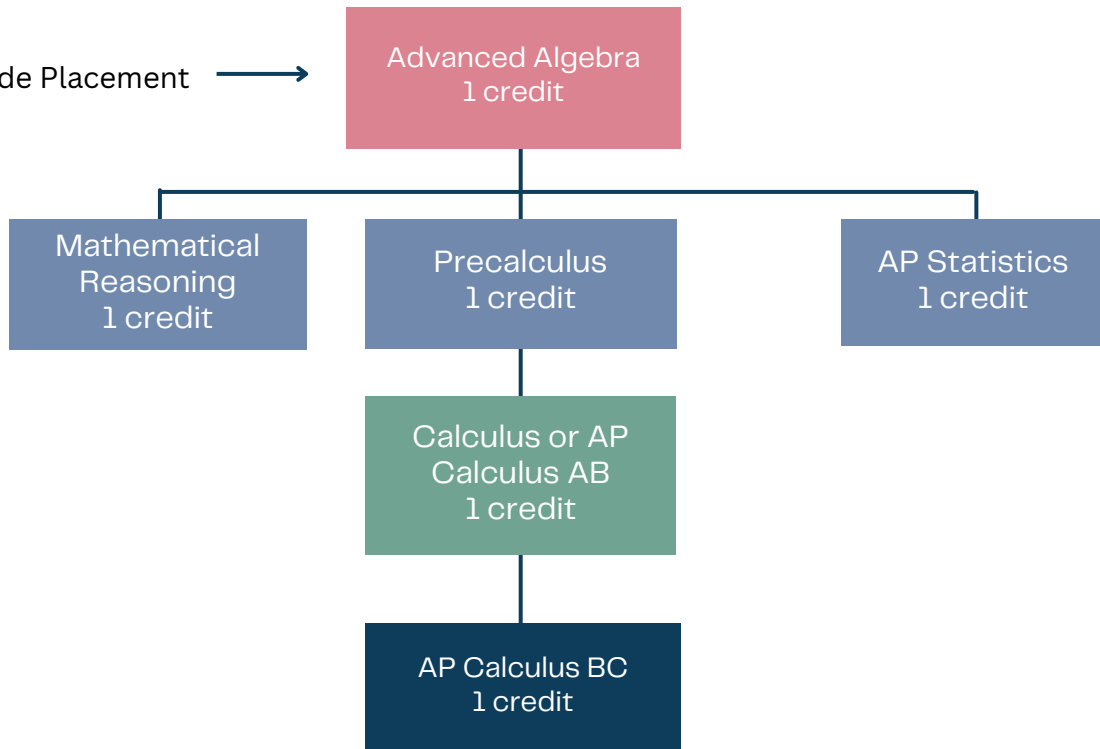 Advanced Algebra
1 credit
de Placement
Mathematical
Reasoning
1 credit
Precalculus
1 credit
AP Statistics
1 credit
Calculus or AP
Calculus AB
1 credit
AP Calculus BC
1 credit